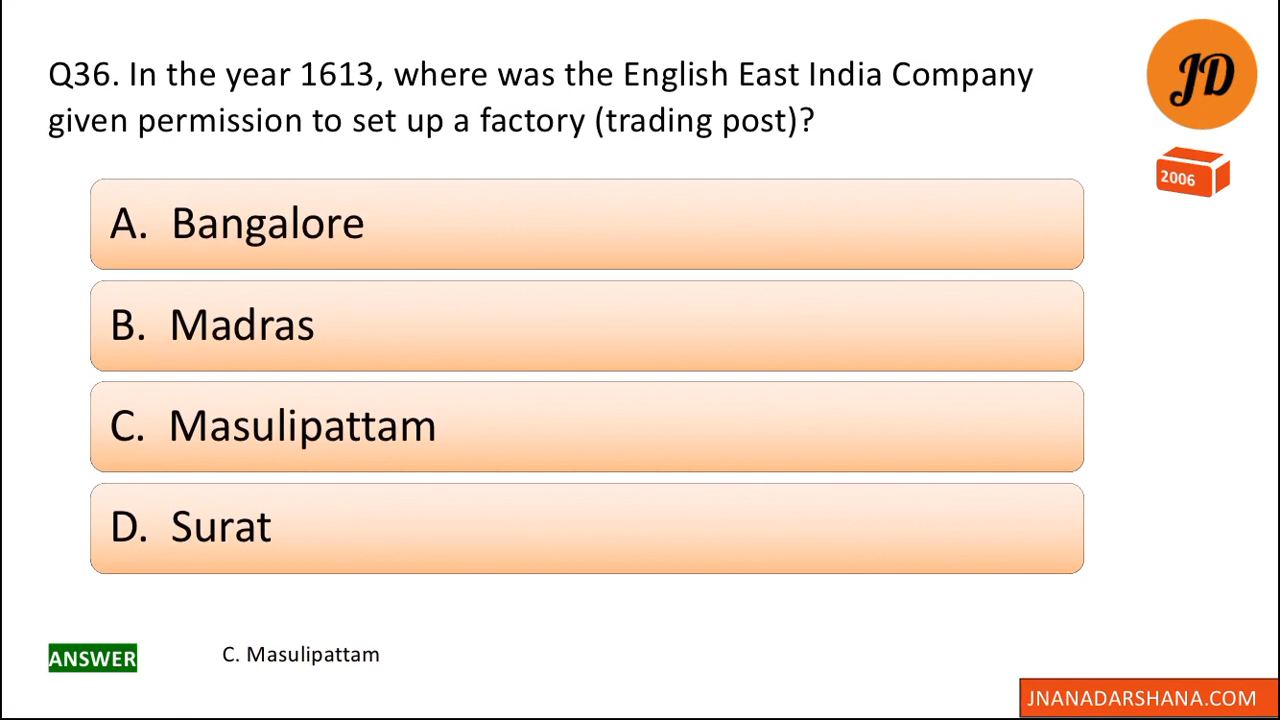 Q36. In the year 1613, where was the English East India Company
given permission to set up a factory (trading post)?
JD
2006
A. Bangalore
B. Madras
C. Masulipattam
D. Surat
ANSWER C. Masulipattam
JNANADARSHANA.COM